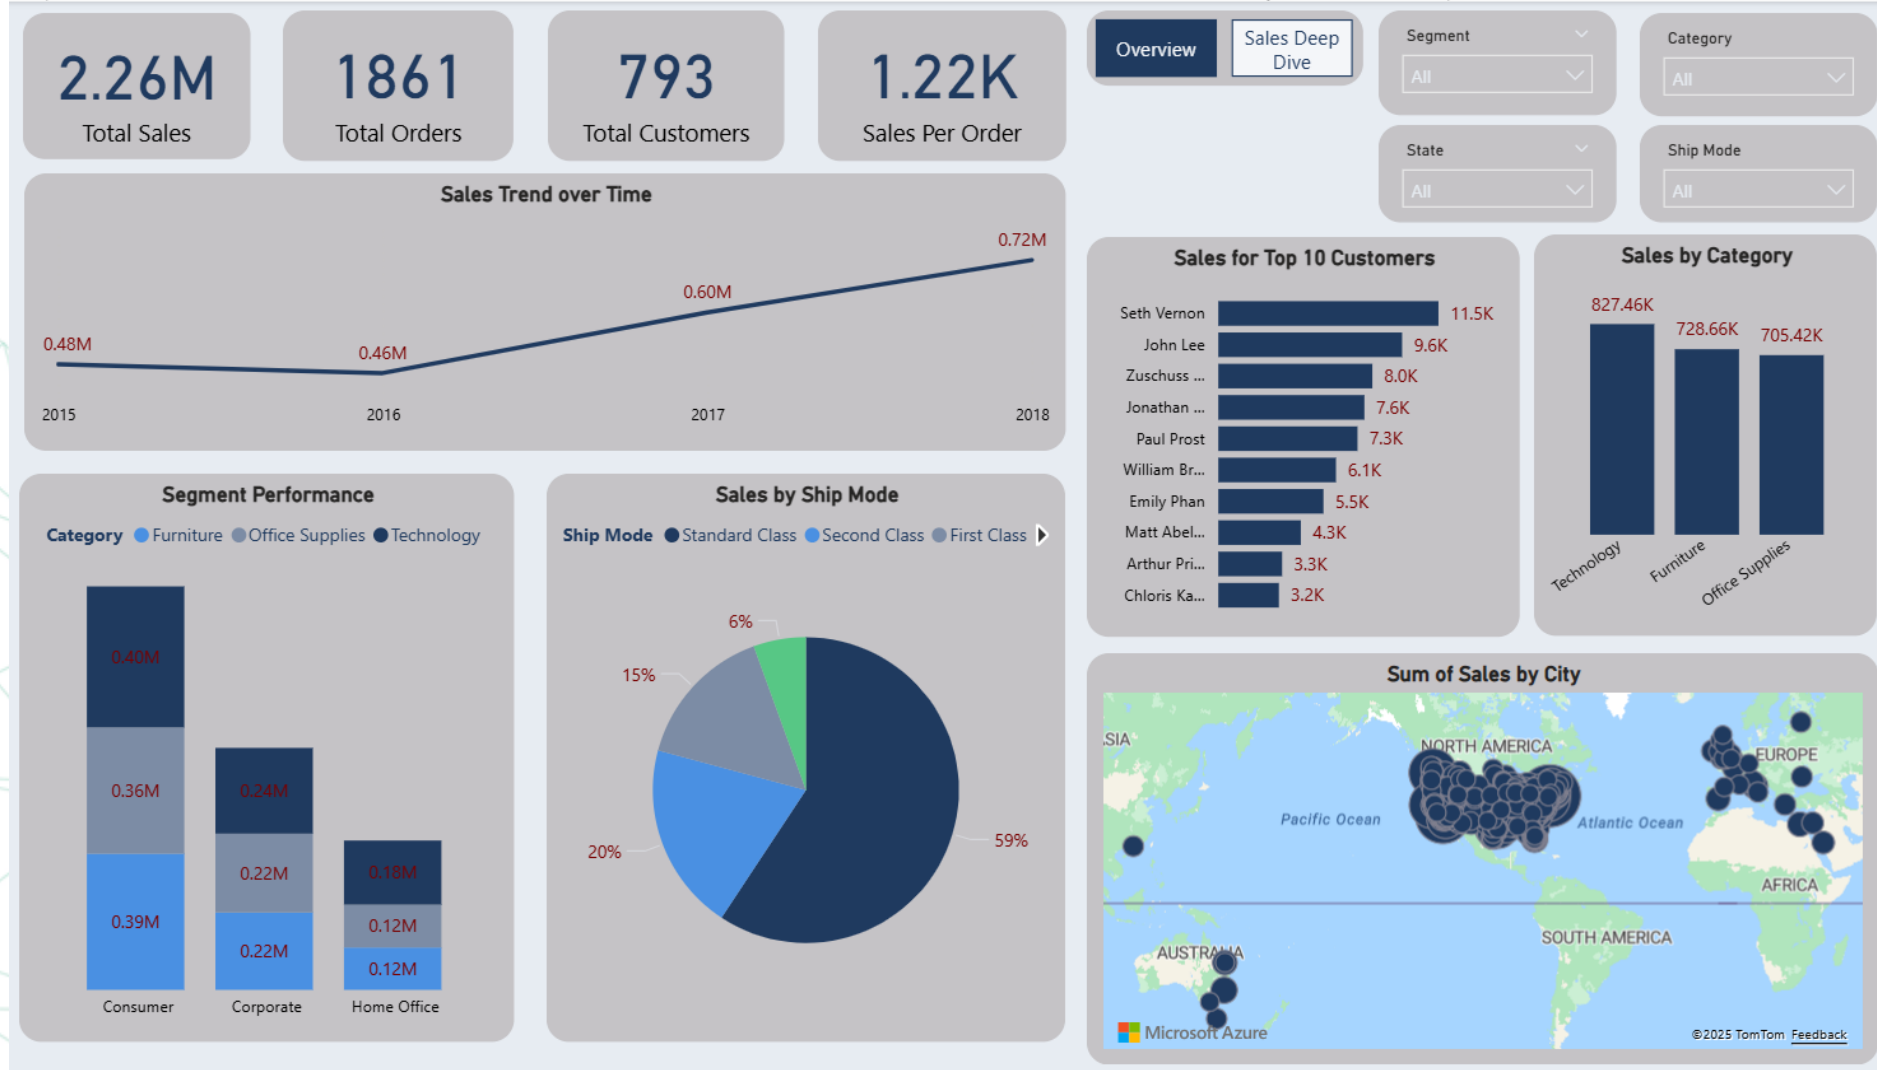 2.26M
Total Sales
1861
Total Orders
793
Total Customers
1.22K
Sales Per Order
Overview
Sales Deep
Dive
Segment
All
Category
All
State
All
Ship Mode
All
Sales Trend over Time
0.48M
0.46M
0.60M
0.72M
2015
2016
2017
2018
Sales for Top 10 Customers
Seth Vernon 11.5K
John Lee 9.6K
Zuschuss ... 8.0K
Jonathan ... 7.6K
Paul Prost 7.3K
William Br... 6.1K
Emily Phan 5.5K
Matt Abel... 4.3K
Arthur Pri... 3.3K
Chloris Ka... 3.2K
Sales by Category
827.46K
728.66K
705.42K
Technology
Furniture
Office Supplies
Segment Performance
Category Furniture Office Supplies Technology
0.40M
0.36M
0.39M
0.24M
0.22M
0.22M
0.18M
0.12M
0.12M
Consumer
Corporate
Home Office
Sales by Ship Mode
Ship Mode Standard Class Second Class First Class
6%
15%
20%
59%
Sum of Sales by City
SIA
NORTH AMERICA
EUROPE
Pacific Ocean
Atlantic Ocean
AFRICA
SOUTH AMERICA
AUSTRALIA
Microsoft Azure
©2025 TomTom Feedback